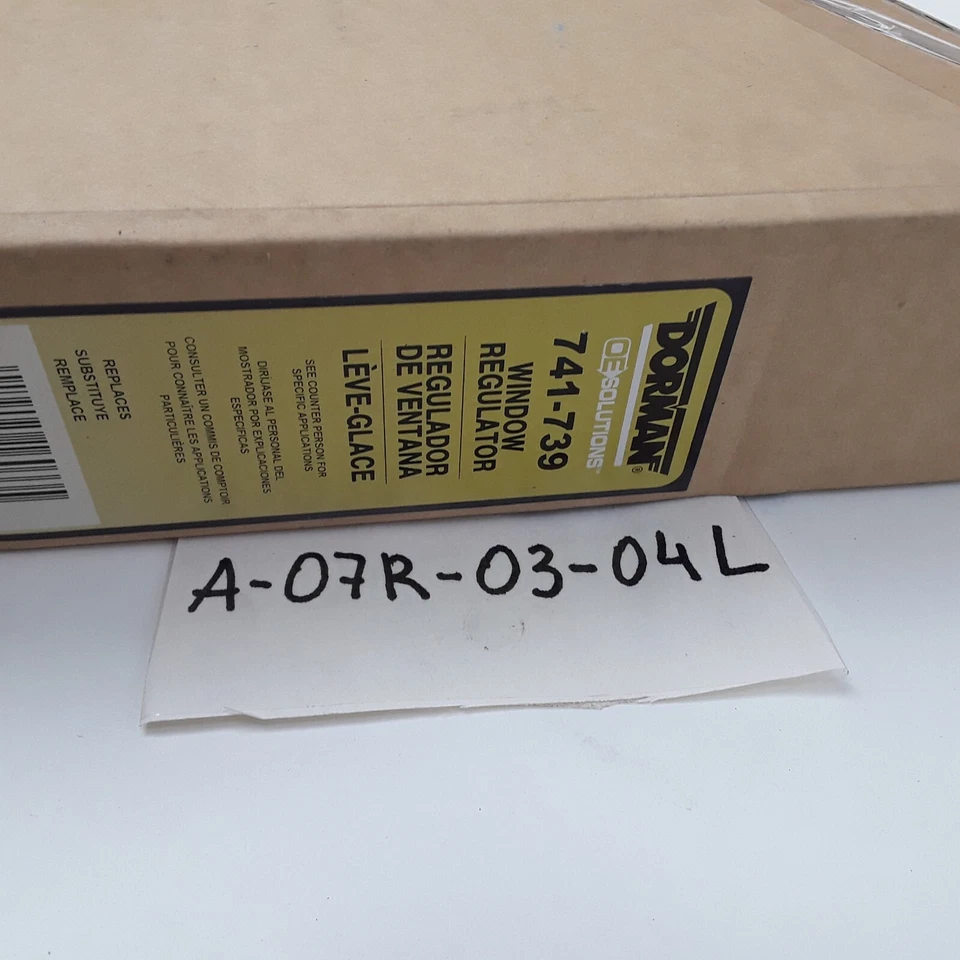 DORMAN®
OE SOLUTIONS™
741-739
WINDOW
REGULATOR
REGULADOR
DE VENTANA
LÈVE-GLACE
SEE COUNTER PERSON FOR
SPECIFIC APPLICATIONS
DIRIJASE AL PERSONAL DEL
MOSTRADOR POR EXPLICACIONES
ESPECIFICAS
CONSULTER UN COMMIS DE COMPTOIR
POUR CONNAÎTRE LES APPLICATIONS
PARTICULIÈRES
REPLACES
SUBSTITUYE
REMPLACE
A-07R-03-04L